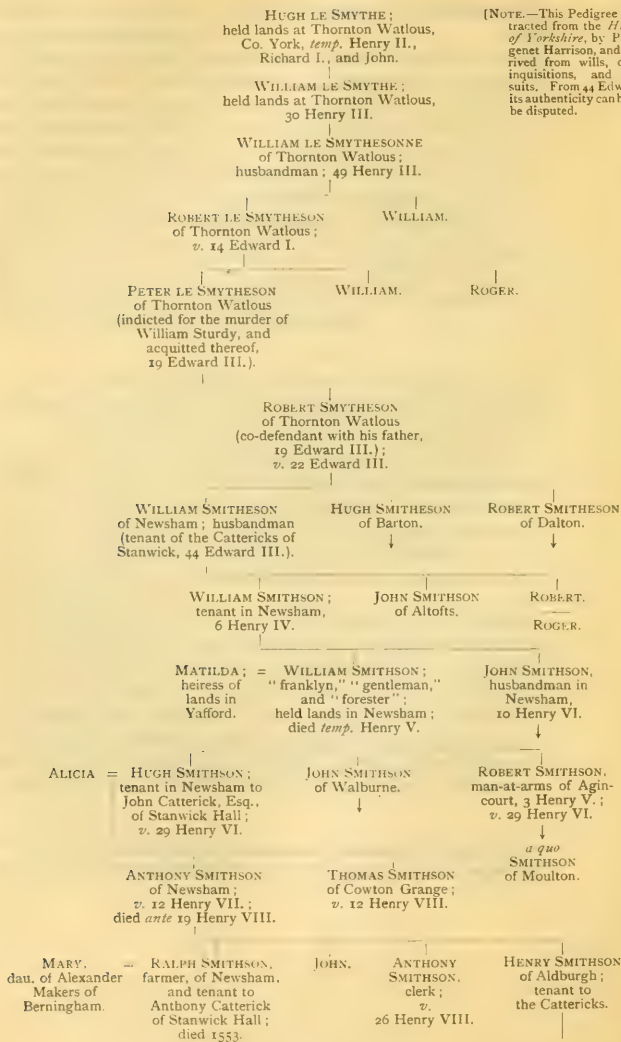 HUGH LE SMYTHE ;
held lands at Thornton Watlous,
Co. York, temp. Henry II.,
Richard I., and John.
[NOTE.—This Pedigree
tracted from the
of Yorkshire, by
genet Harrison, and
rived from wills,
inquisitions, and
suits. From 44
its authenticity can
be disputed.
WILLIAM LE SMYTHE ;
held lands at Thornton Watlous,
30 Henry III.
WILLIAM LE SMYTHESONNE
of Thornton Watlous ;
husbandman ; 49 Henry III.
ROBERT LE SMYTHESON
of Thornton Watlous ;
v. 14 Edward I.
WILLIAM.
PETER LE SMYTHESON
of Thornton Watlous
(indicted for the murder of
William Sturdy, and
acquitted thereof,
19 Edward III.).
WILLIAM.
ROGER.
ROBERT SMYTHESON
of Thornton Watlous
(co-defendant with his father,
19 Edward III.) ;
v. 22 Edward III.
WILLIAM SMITHESON
of Newsham ; husbandman
(tenant of the Cattericks of
Stanwick, 44 Edward III.).
HUGH SMITHESON
of Barton.
ROBERT SMITHESON
of Dalton.
WILLIAM SMITHSON ;
tenant in Newsham,
6 Henry IV.
JOHN SMITHSON
of Altofts.
ROBERT.
ROGER.
MATILDA ; =
heiress of
lands in
Yafford.
WILLIAM SMITHSON ;
"franklyn," "gentleman,"
and "forester" ;
held lands in Newsham ;
died temp. Henry V.
JOHN SMITHSON,
husbandman in
Newsham,
10 Henry VI.
ALICIA =
HUGH SMITHSON ;
tenant in Newsham to
John Catterick, Esq.,
of Stanwick Hall ;
v. 29 Henry VI.
JOHN SMITHSON
of Walburne.
ROBERT SMITHSON,
man-at-arms of Agin-
court, 3 Henry V. ;
v. 29 Henry VI.
a quo
SMITHSON
of Moulton.
ANTHONY SMITHSON
of Newsham ;
v. 12 Henry VII. ;
died ante 19 Henry VIII.
THOMAS SMITHSON
of Cowton Grange ;
v. 12 Henry VIII.
MARY, =
dau. of Alexander
Makers of
Berningham.
RALPH SMITHSON,
farmer, of Newsham,
and tenant to
Anthony Catterick
of Stanwick Hall ;
died 1553.
JOHN.
ANTHONY
SMITHSON,
clerk ;
v.
26 Henry VIII.
HENRY SMITHSON
of Aldburgh ;
tenant to
the Cattericks.